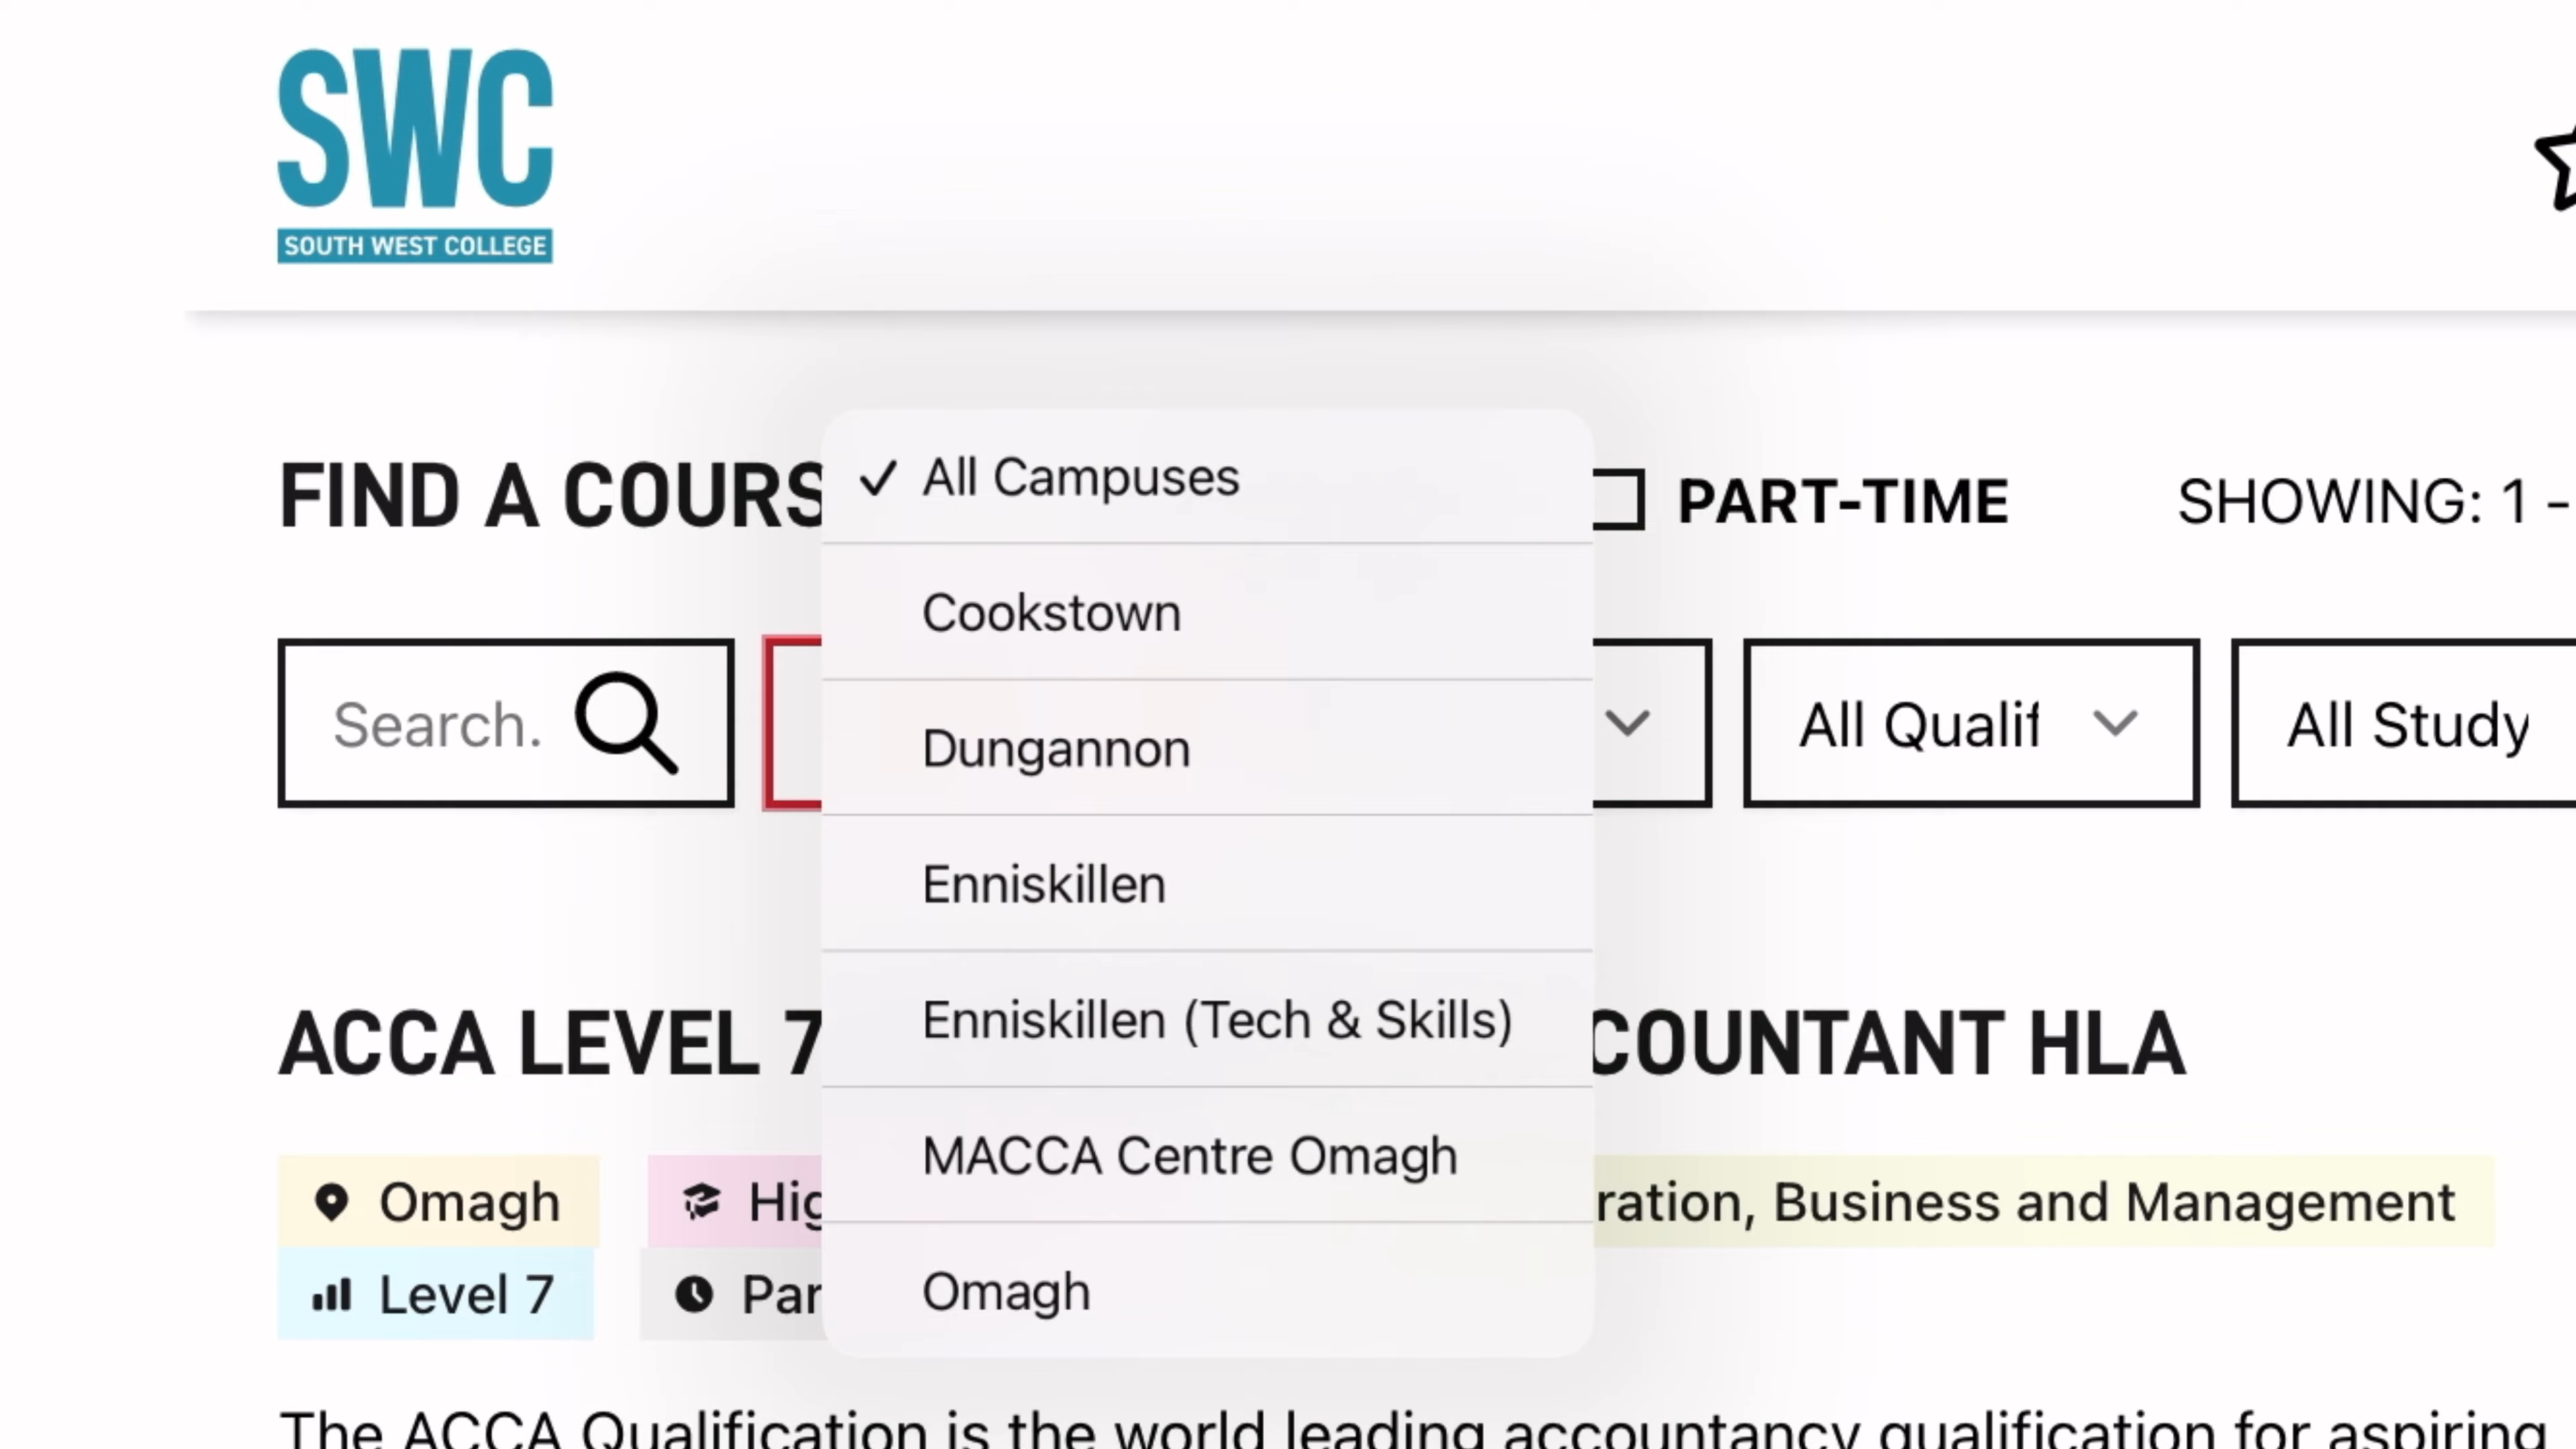 SWC
SOUTH WEST COLLEGE
FIND A COURS
PART-TIME
SHOWING: 1 -
All Campuses
Cookstown
Dungannon
Enniskillen
Enniskillen (Tech & Skills)
MACCA Centre Omagh
Omagh
Search.
All Qualif
All Study
ACCA LEVEL 7
COUNTANT HLA
Omagh
Hig
ration, Business and Management
Level 7
Par
The ACCA Qualification is the world leading accountancy qualification for aspiring